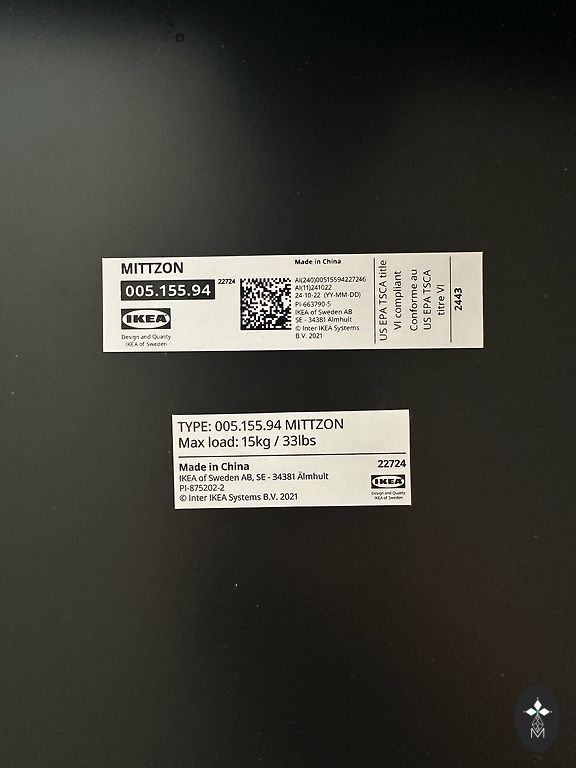 MITTZON
005.155.94
22724
IKEA
Design and Quality
IKEA of Sweden
Made in China
AI(240)00515594227246
AI(11)241022
24-10-22 (YY-MM-DD)
PI-663790-5
IKEA of Sweden AB
SE - 34381 Älmhult
© Inter IKEA Systems
B.V. 2021
US EPA TSCA title
VI compliant
Conforme au
US EPA TSCA
titre VI
2443
TYPE: 005.155.94 MITTZON
Max load: 15kg / 33lbs
Made in China
22724
IKEA of Sweden AB, SE - 34381 Älmhult
PI-875202-2
© Inter IKEA Systems B.V. 2021
IKEA
Design and Quality
IKEA of Sweden
M